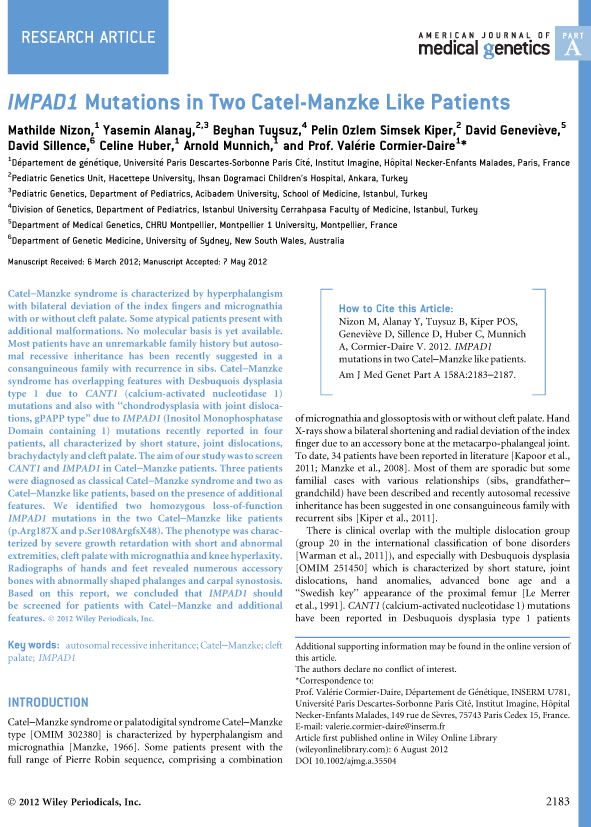 RESEARCH ARTICLE
AMERICAN JOURNAL OF
medical genetics
PART
A
IMPAD1 Mutations in Two Catel-Manzke Like Patients
Mathilde Nizon,1 Yasemin Alanay,2,3 Beyhan Tuysuz,4 Pelin Ozlem Simsek Kiper,2 David Geneviève,5
David Sillence,6 Celine Huber,1 Arnold Munnich,1 and Prof. Valérie Cormier-Daire1*
1Département de génétique, Université Paris Descartes-Sorbonne Paris Cité, Institut Imagine, Hôpital Necker-Enfants Malades, Paris, France
2Pediatric Genetics Unit, Hacettepe University, Ihsan Dogramaci Children's Hospital, Ankara, Turkey
3Pediatric Genetics, Department of Pediatrics, Acibadem University, School of Medicine, Istanbul, Turkey
4Division of Genetics, Department of Pediatrics, Istanbul University Cerrahpasa Faculty of Medicine, Istanbul, Turkey
5Department of Medical Genetics, CHRU Montpellier, Montpellier 1 University, Montpellier, France
6Department of Genetic Medicine, University of Sydney, New South Wales, Australia
Manuscript Received: 6 March 2012; Manuscript Accepted: 7 May 2012
Catel–Manzke syndrome is characterized by hyperphalangism
with bilateral deviation of the index fingers and micrognathia
with or without cleft palate. Some atypical patients present with
additional malformations. No molecular basis is yet available.
Most patients have an unremarkable family history but autoso-
mal recessive inheritance has been recently suggested in a
consanguineous family with recurrence in sibs. Catel–Manzke
syndrome has overlapping features with Desbuquois dysplasia
type 1 due to CANT1 (calcium-activated nucleotidase 1)
mutations and also with "chondrodysplasia with joint disloca-
tions, gPAPP type" due to IMPAD1 (Inositol Monophosphatase
Domain containing 1) mutations recently reported in four
patients, all characterized by short stature, joint dislocations,
brachydactyly and cleft palate. The aim of our study was to screen
CANT1 and IMPAD1 in Catel–Manzke patients. Three patients
were diagnosed as classical Catel–Manzke syndrome and two as
Catel–Manzke like patients, based on the presence of additional
features. We identified two homozygous loss-of-function
IMPAD1 mutations in the two Catel–Manzke like patients
(p.Arg187X and p.Ser108ArgfsX48). The phenotype was charac-
terized by severe growth retardation with short and abnormal
extremities, cleft palate with micrognathia and knee hyperlaxity.
Radiographs of hands and feet revealed numerous accessory
bones with abnormally shaped phalanges and carpal synostosis.
Based on this report, we concluded that IMPAD1 should
be screened for patients with Catel–Manzke and additional
features. © 2012 Wiley Periodicals, Inc.
Key words: autosomal recessive inheritance; Catel–Manzke; cleft
palate; IMPAD1
INTRODUCTION
Catel–Manzke syndrome or palatodigital syndrome Catel–Manzke
type [OMIM 302380] is characterized by hyperphalangism and
micrognathia [Manzke, 1966]. Some patients present with the
full range of Pierre Robin sequence, comprising a combination
How to Cite this Article:
Nizon M, Alanay Y, Tuysuz B, Kiper POS,
Geneviève D, Sillence D, Huber C, Munnich
A, Cormier-Daire V. 2012. IMPAD1
mutations in two Catel–Manzke like patients.
Am J Med Genet Part A 158A:2183–2187.
of micrognathia and glossoptosis with or without cleft palate. Hand
X-rays show a bilateral shortening and radial deviation of the index
finger due to an accessory bone at the metacarpo-phalangeal joint.
To date, 34 patients have been reported in literature [Kapoor et al.,
2011; Manzke et al., 2008]. Most of them are sporadic but some
familial cases with various relationships (sibs, grandfather–
grandchild) have been described and recently autosomal recessive
inheritance has been suggested in one consanguineous family with
recurrent sibs [Kiper et al., 2011].
There is clinical overlap with the multiple dislocation group
(group 20 in the international classification of bone disorders
[Warman et al., 2011]), and especially with Desbuquois dysplasia
[OMIM 251450] which is characterized by short stature, joint
dislocations, hand anomalies, advanced bone age and a
"Swedish key" appearance of the proximal femur [Le Merrer
et al., 1991]. CANT1 (calcium-activated nucleotidase 1) mutations
have been reported in Desbuquois dysplasia type 1 patients
Additional supporting information may be found in the online version of
this article.
The authors declare no conflict of interest.
*Correspondence to:
Prof. Valérie Cormier-Daire, Département de Génétique, INSERM U781,
Université Paris Descartes-Sorbonne Paris Cité, Institut Imagine, Hôpital
Necker-Enfants Malades, 149 rue de Sèvres, 75743 Paris Cedex 15, France.
E-mail: valerie.cormier-daire@inserm.fr
Article first published online in Wiley Online Library
(wileyonlinelibrary.com): 6 August 2012
DOI 10.1002/ajmg.a.35504
© 2012 Wiley Periodicals, Inc.
2183